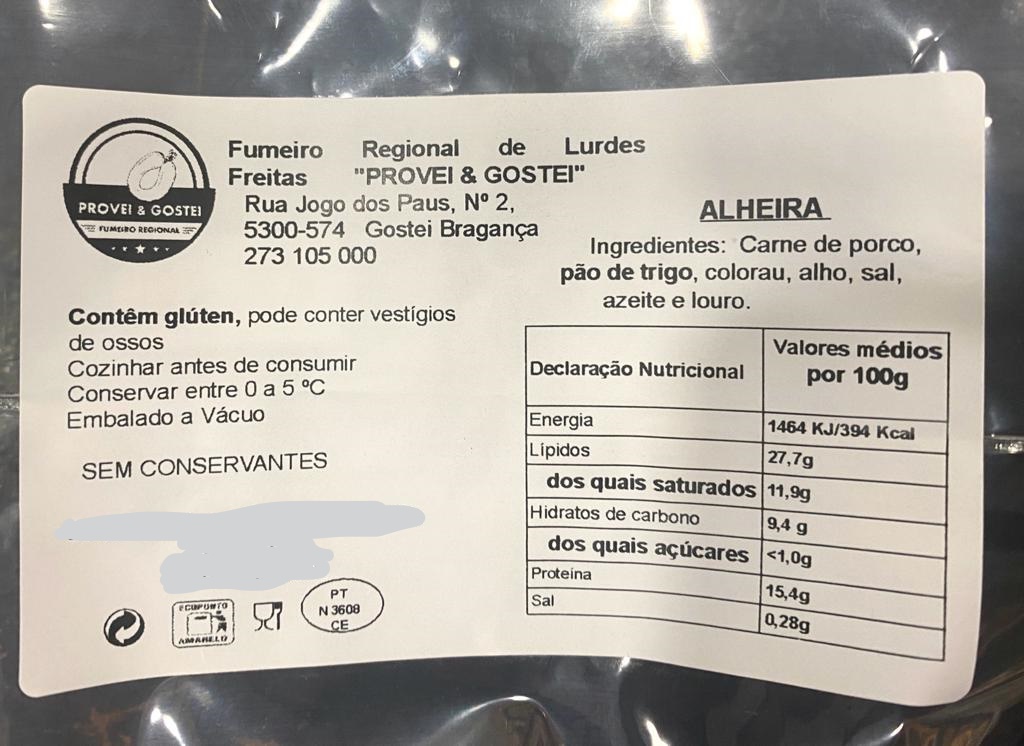 PROVEI & GOSTEI
FUMEIRO REGIONAL
Fumeiro Regional de Lurdes
Freitas "PROVEI & GOSTEI"
Rua Jogo dos Paus, Nº 2,
5300-574 Gostei Bragança
273 105 000
Contêm glúten, pode conter vestígios
de ossos
Cozinhar antes de consumir
Conservar entre 0 a 5 ºC
Embalado a Vácuo
SEM CONSERVANTES
ECOPONTO
AMARELO
PT
N 3608
CE
ALHEIRA
Ingredientes: Carne de porco,
pão de trigo, colorau, alho, sal,
azeite e louro.
Declaração Nutricional Valores médios
por 100g
Energia 1464 KJ/394 Kcal
Lípidos 27,7g
dos quais saturados 11,9g
Hidratos de carbono 9,4 g
dos quais açúcares <1,0g
Proteina 15,4g
Sal 0,28g